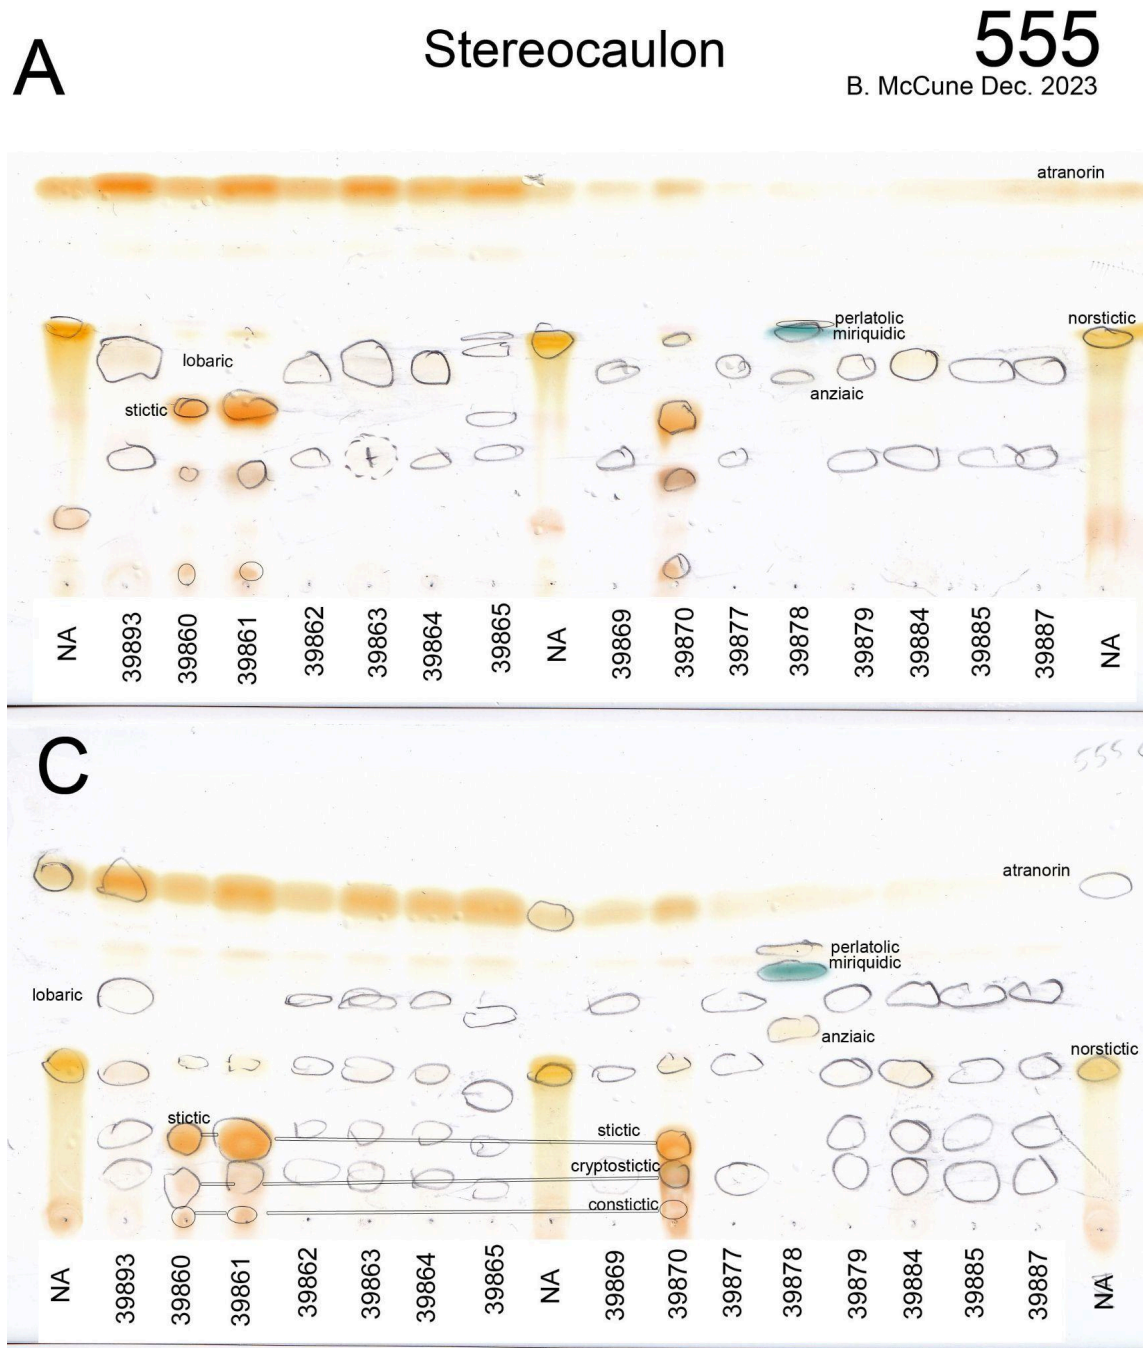 A
Stereocaulon
555
B. McCune Dec. 2023
atranorin
perlatolic
miriquidic
norstictic
lobaric
anziaic
stictic
NA 39893 39860 39861 39862 39863 39864 39865 NA 39869 39870 39877 39878 39879 39884 39885 39887 NA
C
555 C
atranorin
perlatolic
miriquidic
lobaric
anziaic
norstictic
stictic
stictic
cryptostictic
constictic
NA 39893 39860 39861 39862 39863 39864 39865 NA 39869 39870 39877 39878 39879 39884 39885 39887 NA